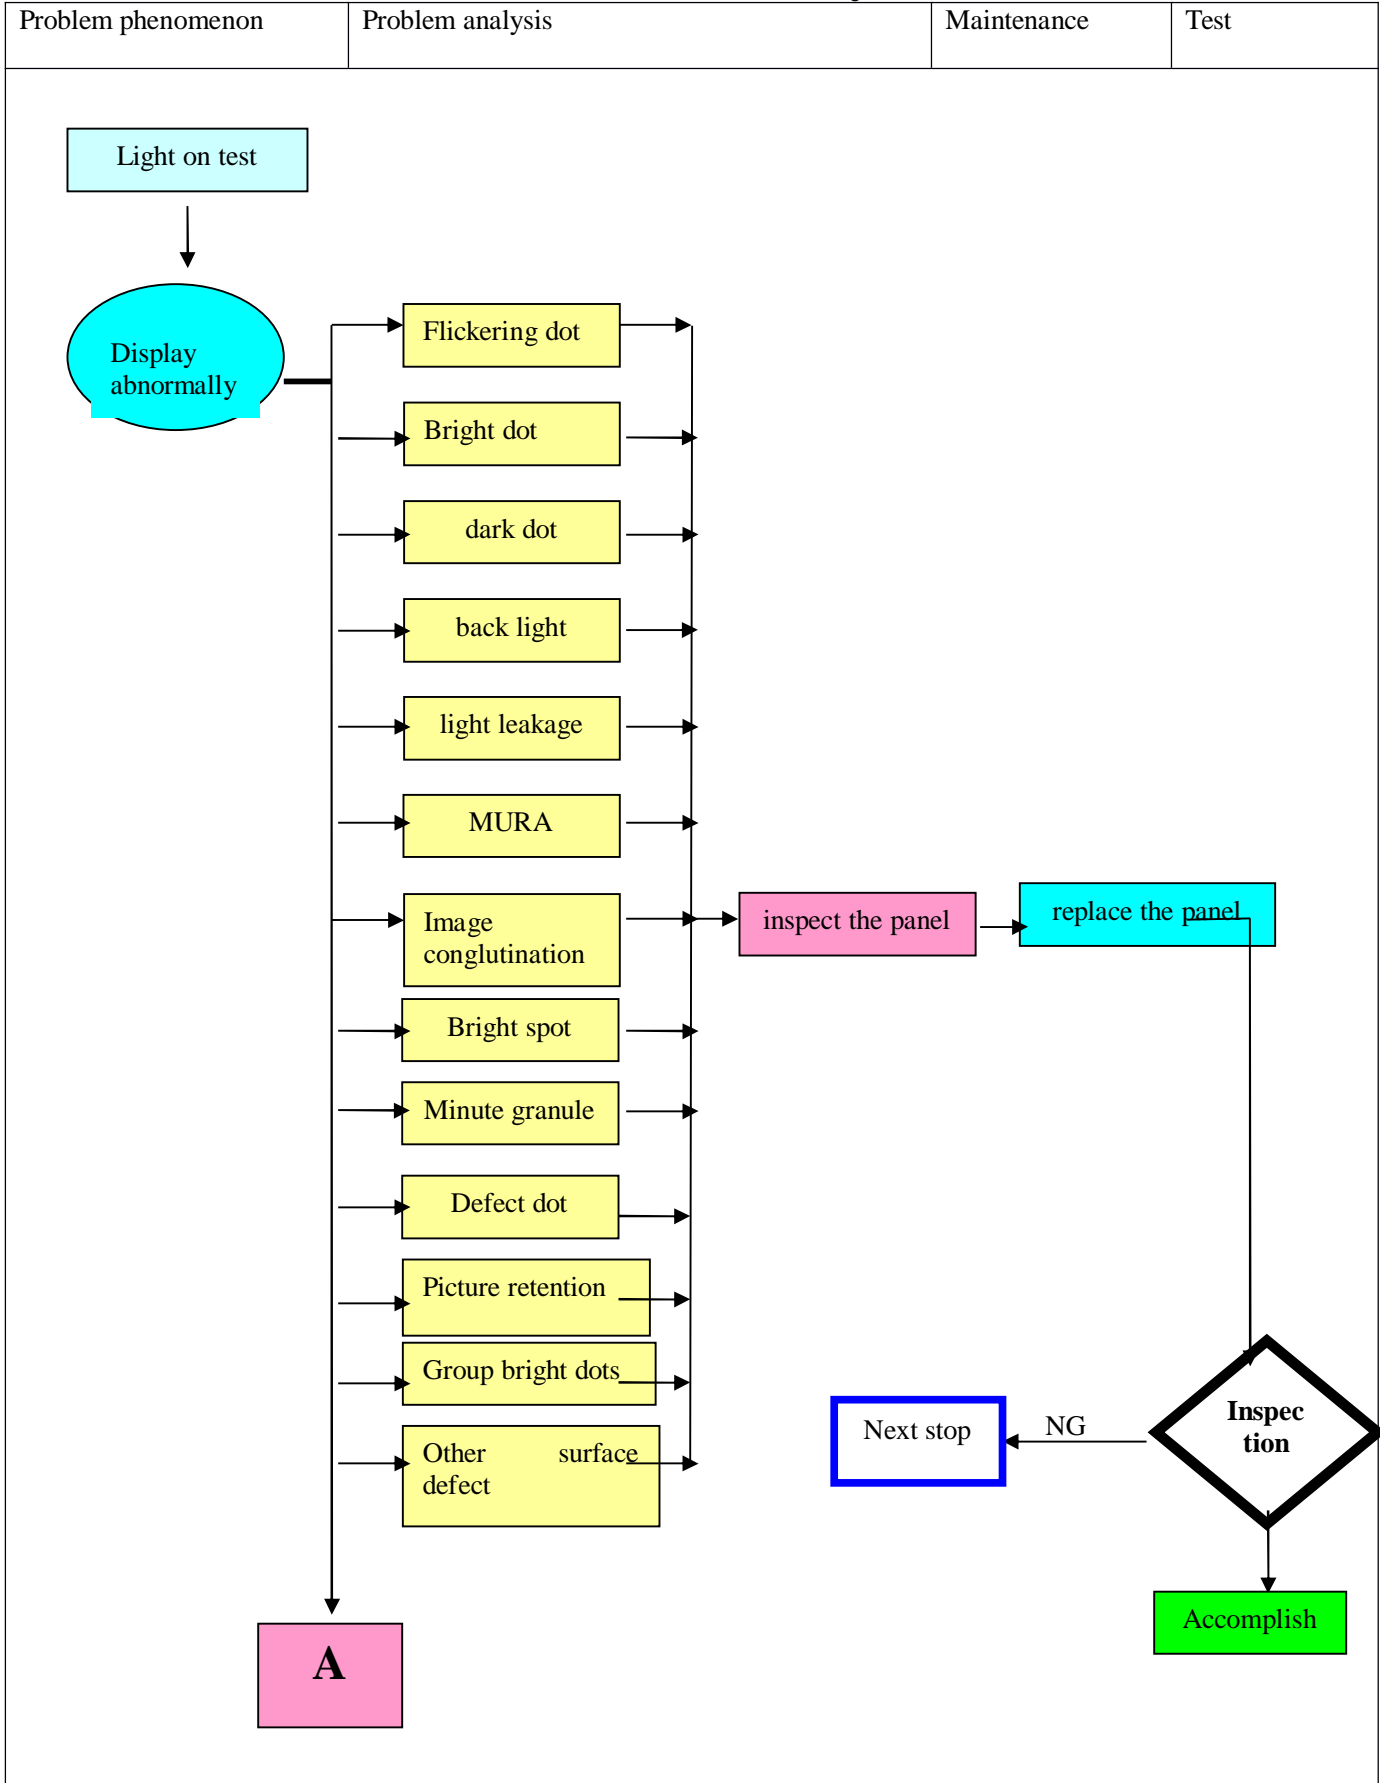 Problem phenomenon
Problem analysis
Maintenance
Test
Light on test
Display
abnormally
Flickering dot
Bright dot
dark dot
back light
light leakage
MURA
Image
conglutination
inspect the panel
replace the panel
Bright spot
Minute granule
Defect dot
Picture retention
Group bright dots
Other surface
defect
Next stop
NG
Inspec
tion
Accomplish
A